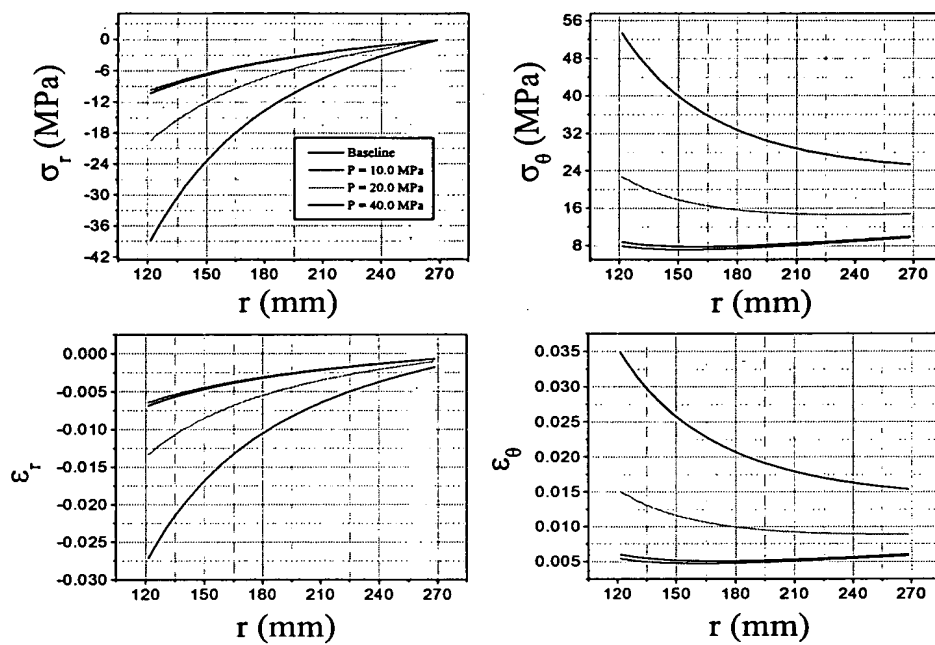 σr (MPa)
0
-6
-12
-18
-24
-30
-36
-42
Baseline
P = 10.0 MPa
P = 20.0 MPa
P = 40.0 MPa
120 150 180 210 240 270
r (mm)
σθ (MPa)
56
48
40
32
24
16
8
120 150 180 210 240 270
r (mm)
εr
0.000
-0.005
-0.010
-0.015
-0.020
-0.025
-0.030
120 150 180 210 240 270
r (mm)
εθ
0.035
0.030
0.025
0.020
0.015
0.010
0.005
120 150 180 210 240 270
r (mm)